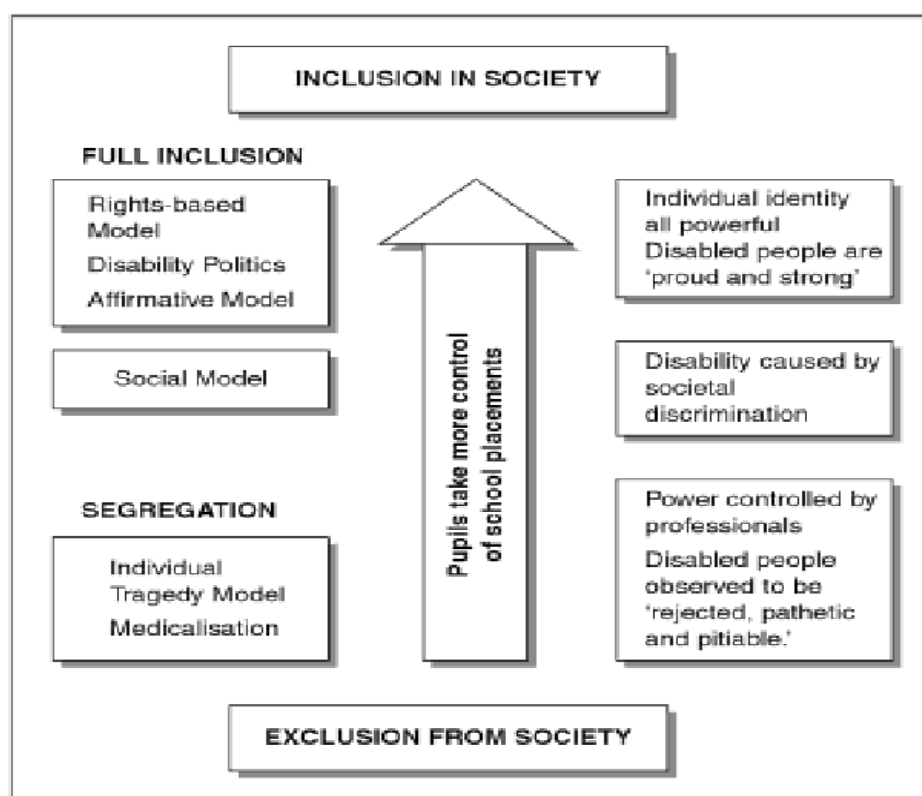 INCLUSION IN SOCIETY
FULL INCLUSION
Rights-based
Model
Disability Politics
Affirmative Model
Social Model
SEGREGATION
Individual
Tragedy Model
Medicalisation
Pupils take more control
of school placements
Individual identity
all powerful
Disabled people are
‘proud and strong’
Disability caused by
societal
discrimination
Power controlled by
professionals
Disabled people
observed to be
‘rejected, pathetic
and pitiable.’
EXCLUSION FROM SOCIETY